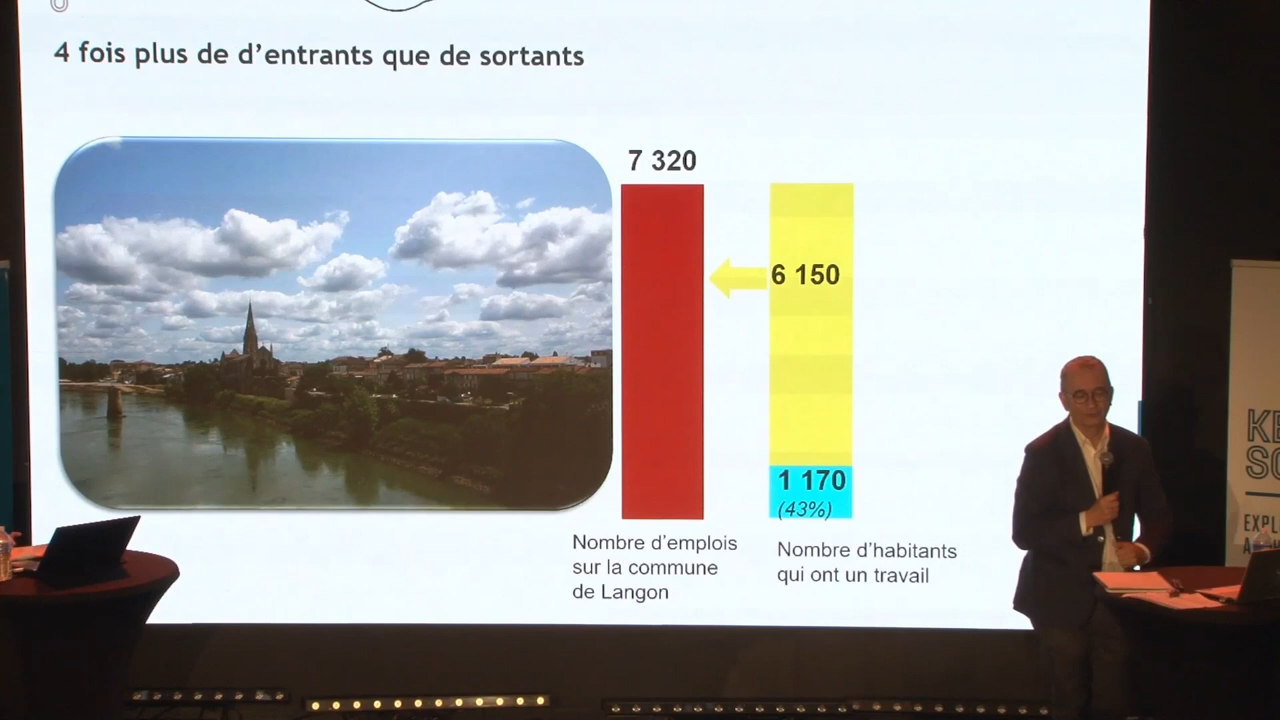 4 fois plus de d'entrants que de sortants
7 320
6 150
1 170
(43%)
Nombre d'emplois
sur la commune
de Langon
Nombre d'habitants
qui ont un travail